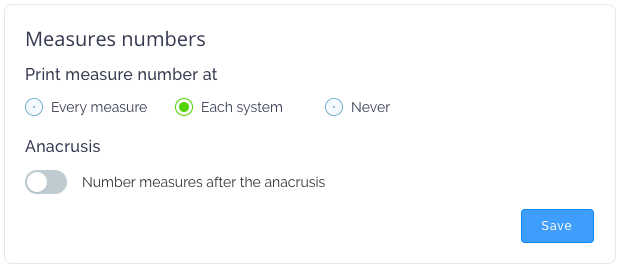 Measures numbers
Print measure number at
Every measure Each system Never
Anacrusis
Number measures after the anacrusis
Save